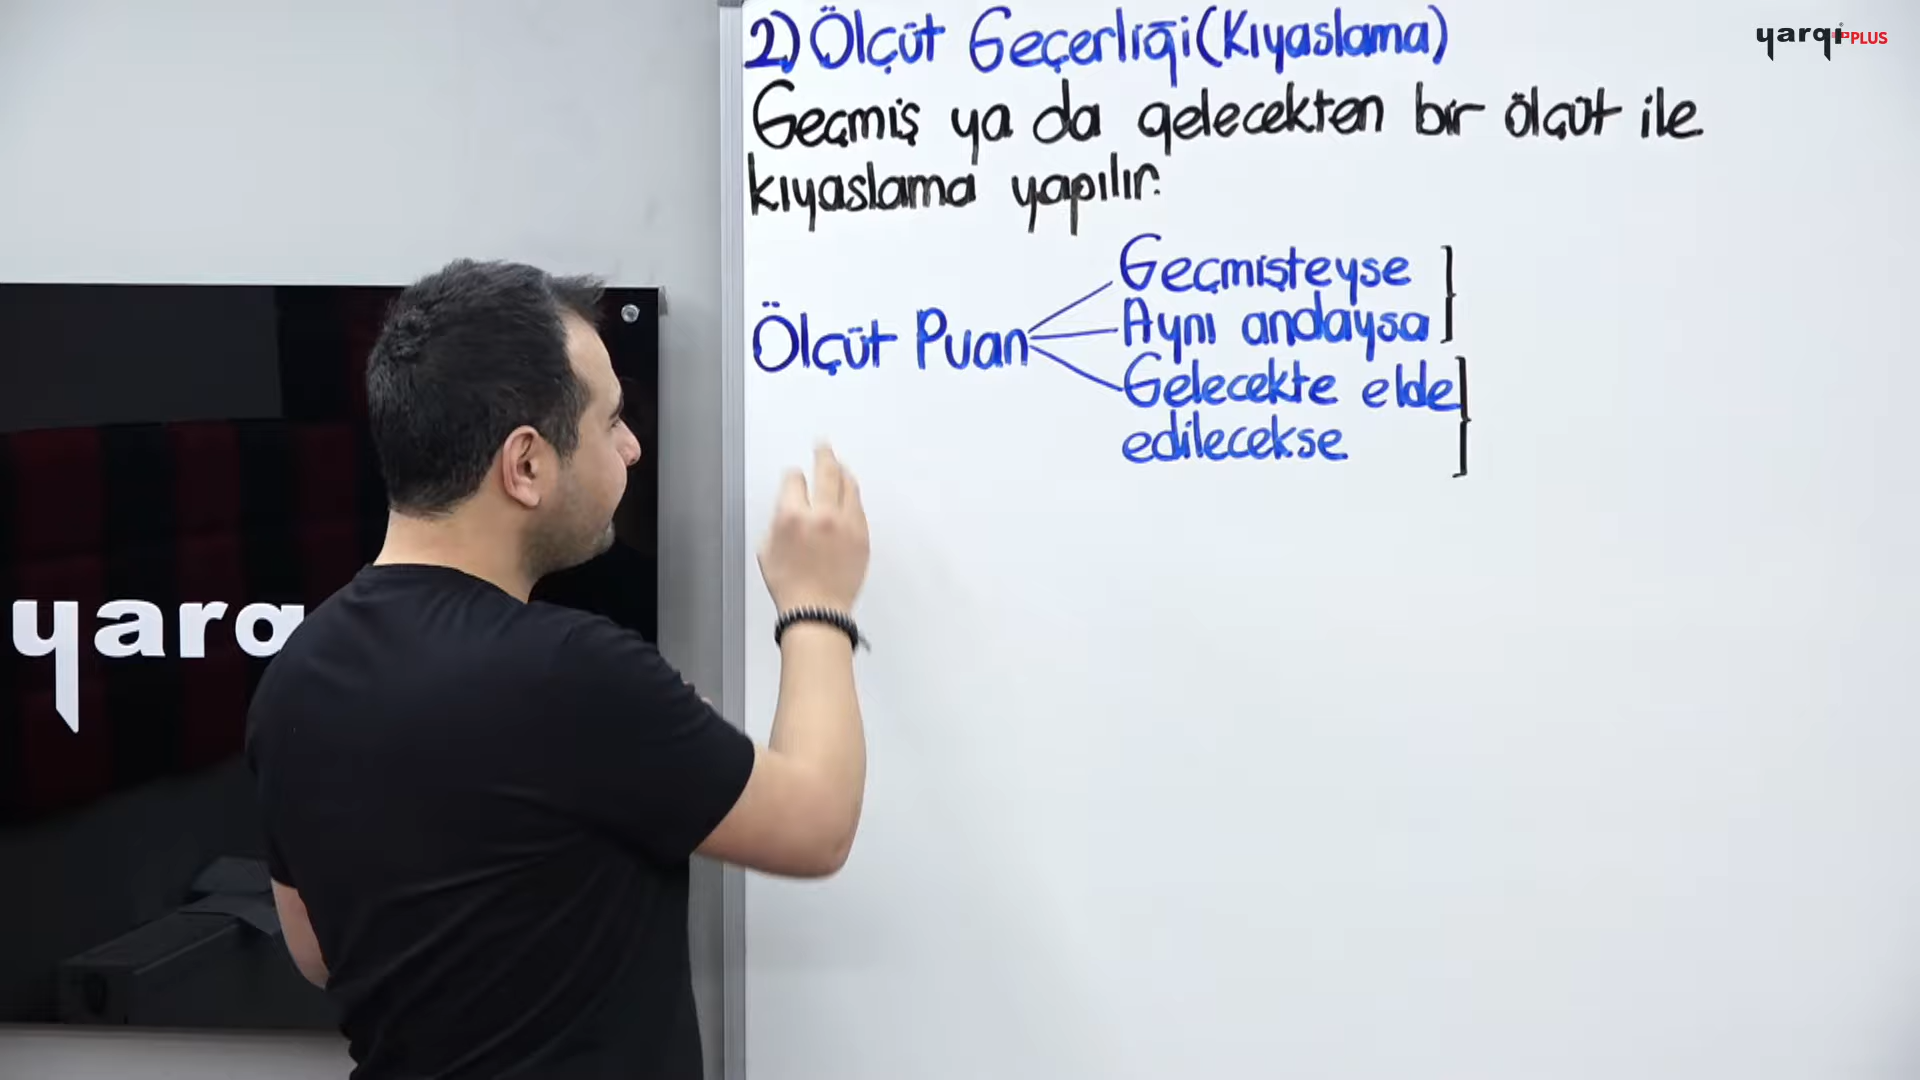 2) Ölçüt Geçerliği (Kıyaslama)
Geçmiş ya da gelecekten bir ölçüt ile
kıyaslama yapılır.
Ölçüt Puan
Geçmişteyse
Aynı andaysa
Gelecekte elde
edilecekse
yargı PLUS